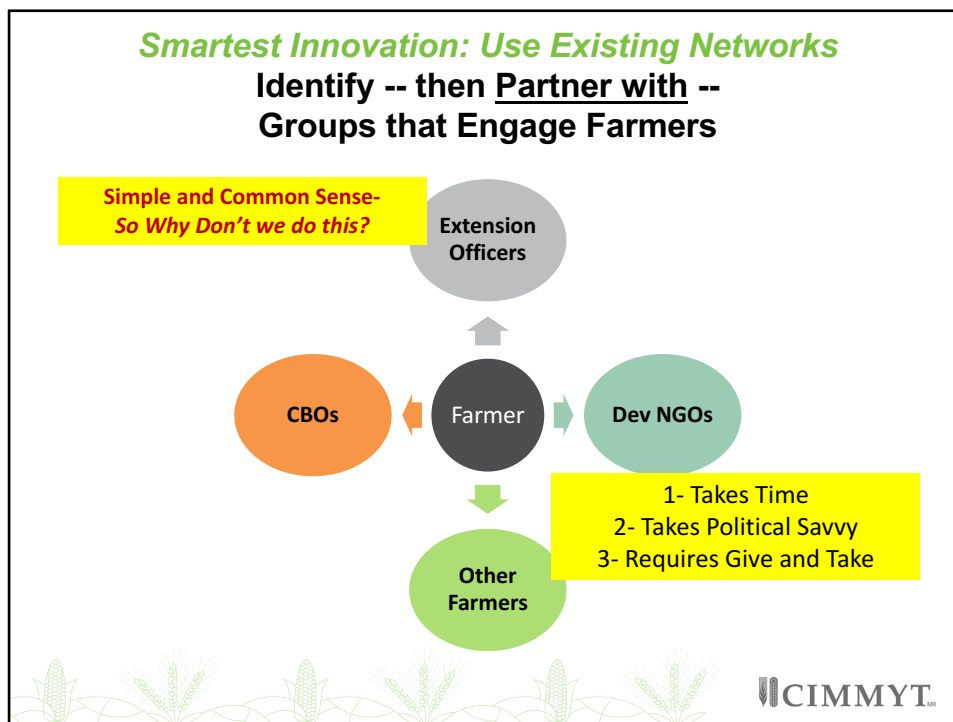 Smartest Innovation: Use Existing Networks
Identify -- then Partner with --
Groups that Engage Farmers
Simple and Common Sense-
So Why Don’t we do this?
Extension
Officers
CBOs
Farmer
Dev NGOs
1- Takes Time
2- Takes Political Savvy
3- Requires Give and Take
Other
Farmers
CIMMYT MR